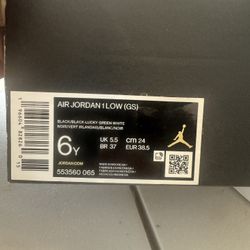 AIR JORDAN 1 LOW (GS)
BLACK/BLACK-LUCKY GREEN-WHITE
NOIR/VERT IRLANDAIS/BLANC/NOIR
6Y
UK 5.5
CM 24
BR 37
EUR 38.5
JORDAN.COM
553560 065